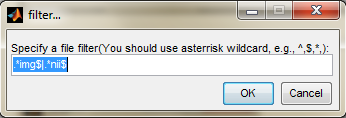 filter...
Specify a file filter(You should use asterrisk wildcard, e.g., ^,$,*,):
.*img$|.*nii$
OK Cancel